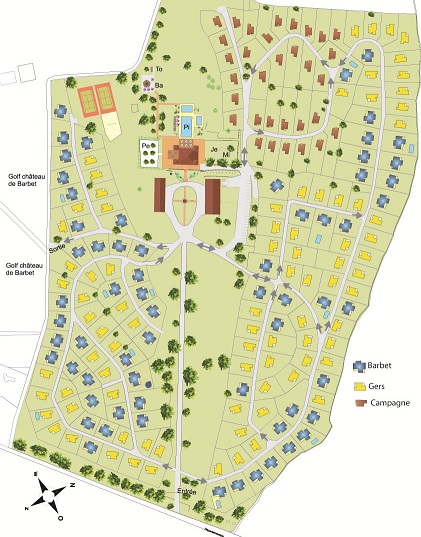 To
Ba
Pl
Pe
Je
Mi
Golf château
de Barbet
Sortie
Golf château
de Barbet
Barbet
Gers
Campagne
Entrée
N
O